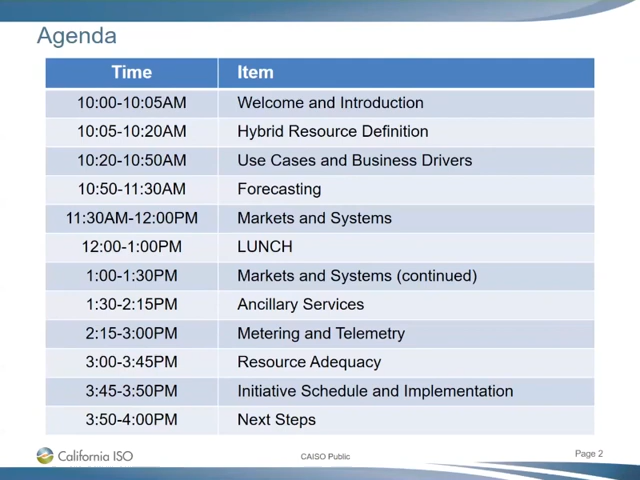 Agenda
Time Item
10:00-10:05AM Welcome and Introduction
10:05-10:20AM Hybrid Resource Definition
10:20-10:50AM Use Cases and Business Drivers
10:50-11:30AM Forecasting
11:30AM-12:00PM Markets and Systems
12:00-1:00PM LUNCH
1:00-1:30PM Markets and Systems (continued)
1:30-2:15PM Ancillary Services
2:15-3:00PM Metering and Telemetry
3:00-3:45PM Resource Adequacy
3:45-3:50PM Initiative Schedule and Implementation
3:50-4:00PM Next Steps
California ISO CAISO Public Page 2